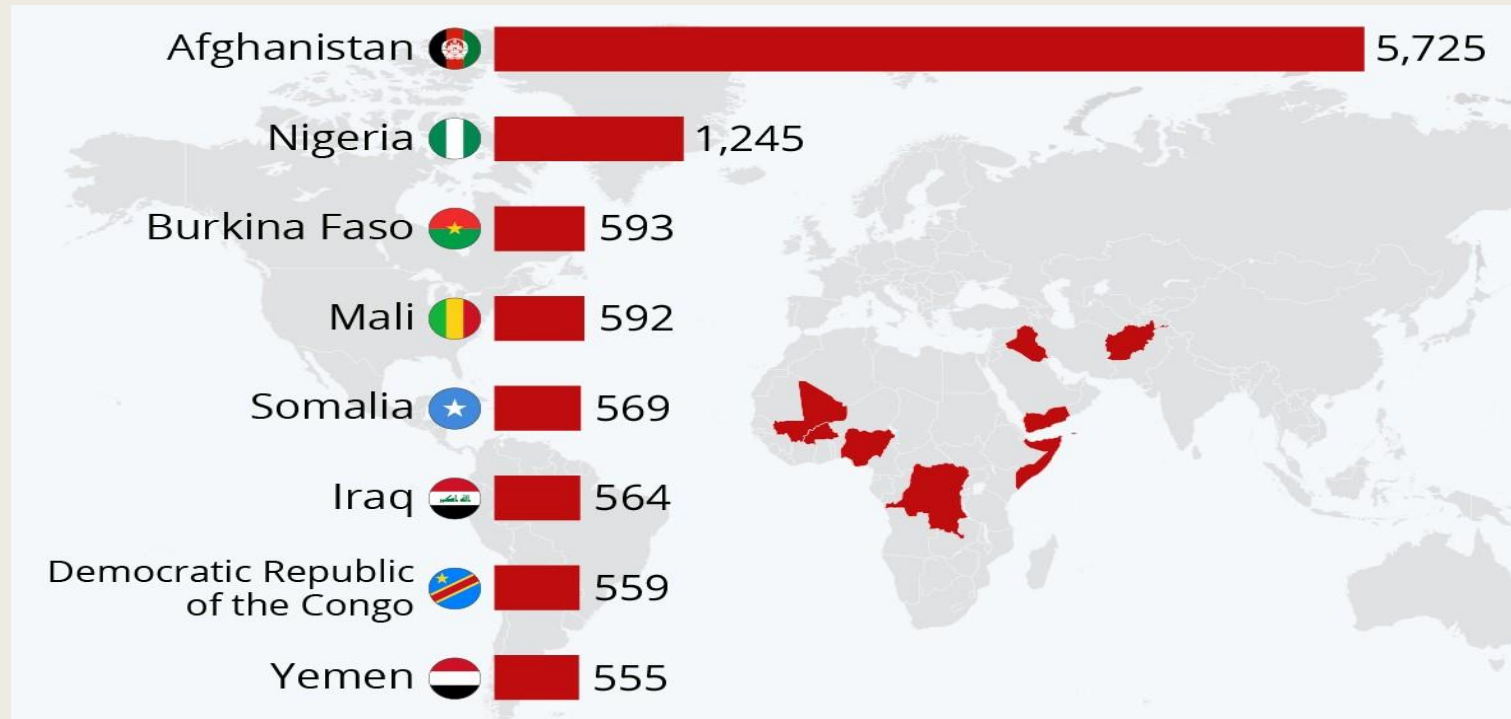 Afghanistan 5,725
Nigeria 1,245
Burkina Faso 593
Mali 592
Somalia 569
Iraq 564
Democratic Republic
of the Congo 559
Yemen 555